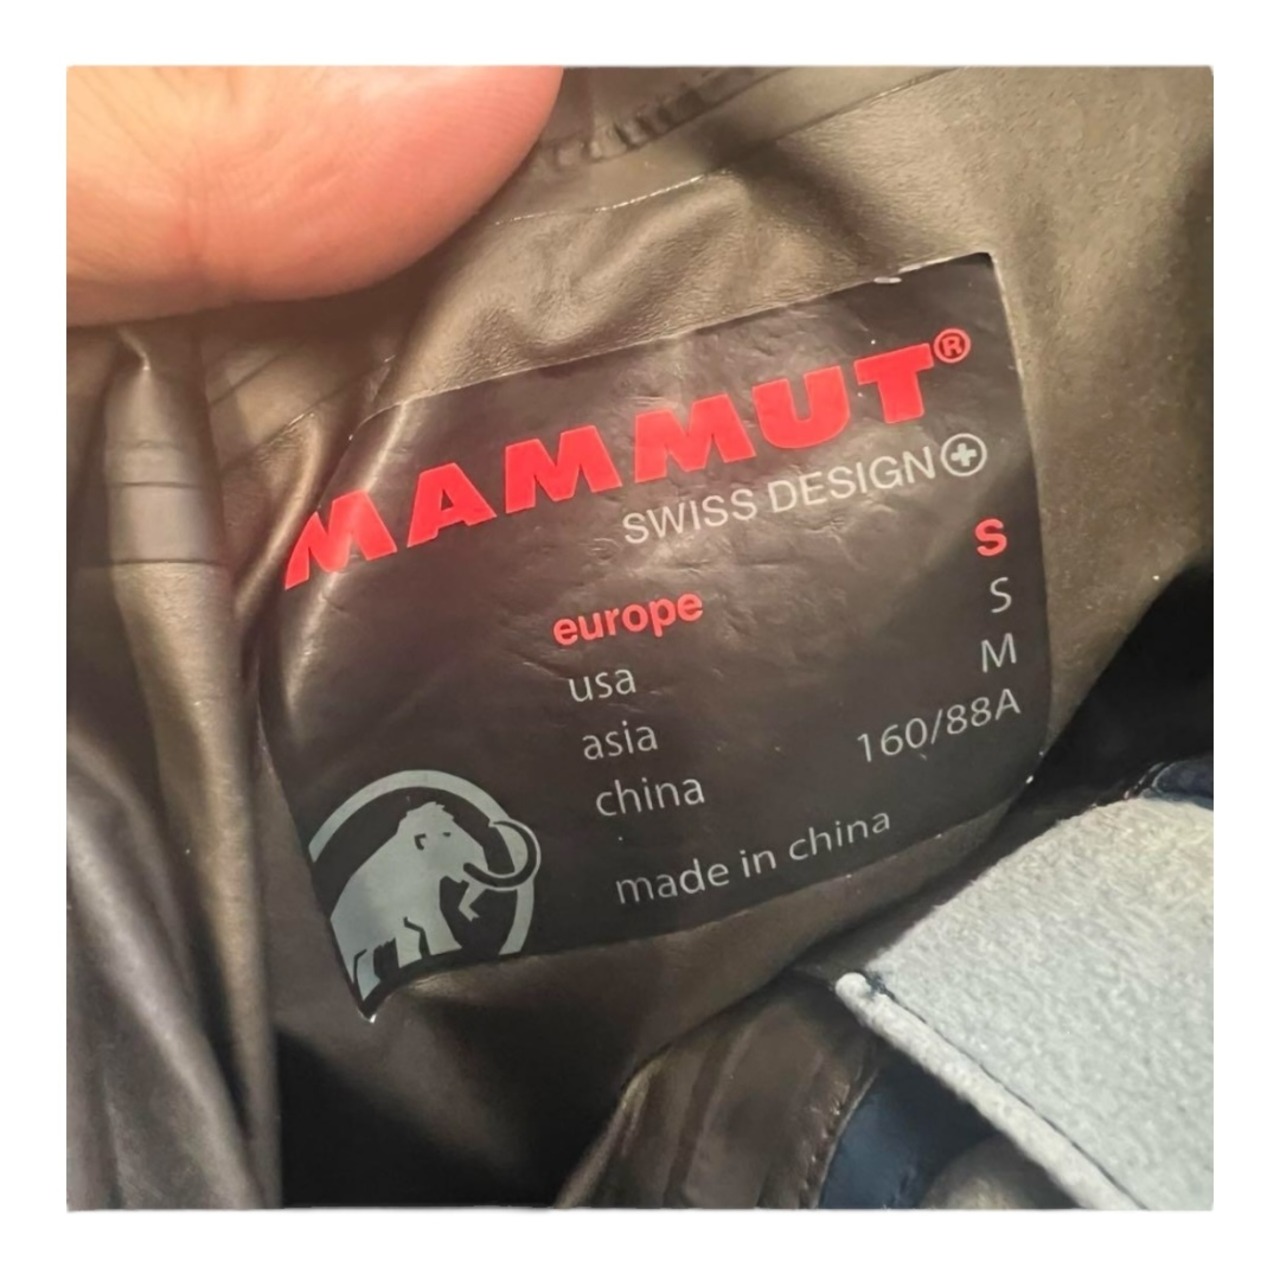 MAMMUT®
SWISS DESIGN
europe S
usa S
asia M
china 160/88A
made in china